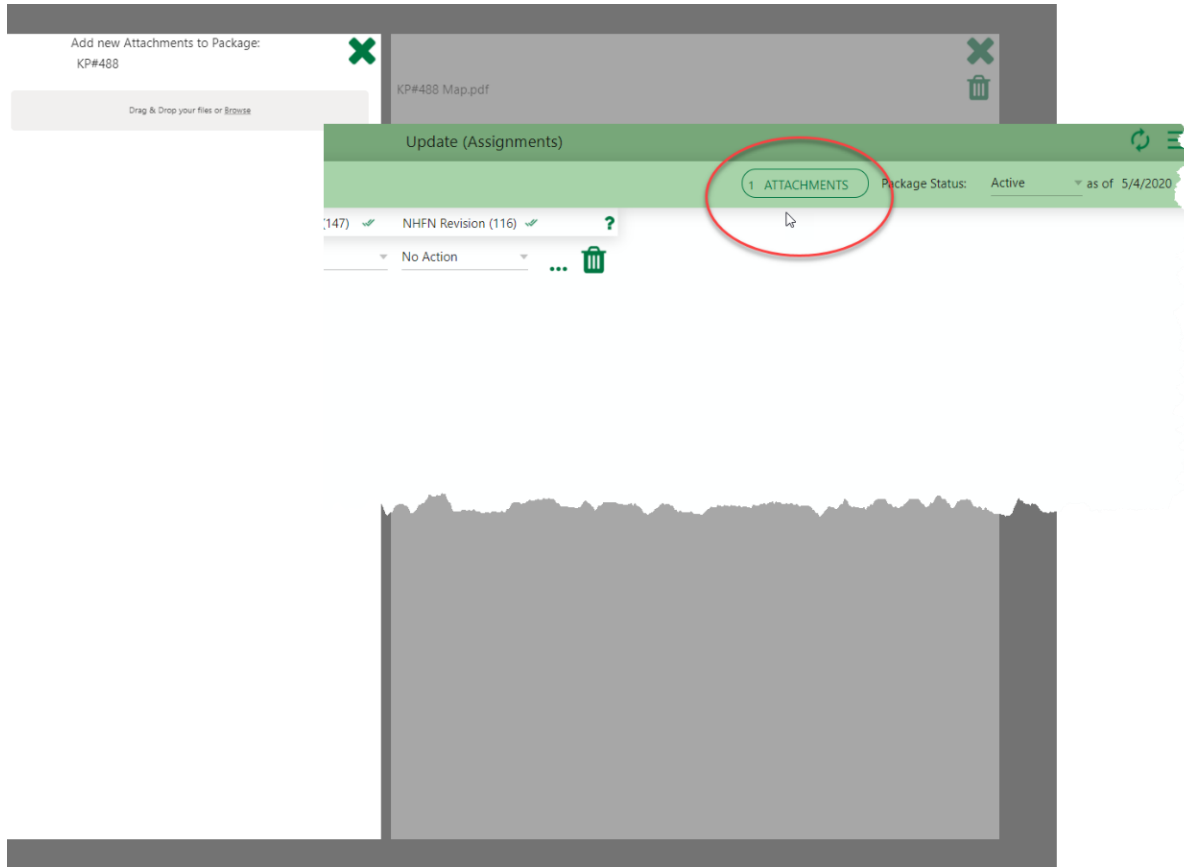 Add new Attachments to Package:
KP#488
Drag & Drop your files or Browse
KP#488 Map.pdf
Update (Assignments)
1 ATTACHMENTS Package Status: Active as of 5/4/2020
(147) NHFN Revision (116) ?
No Action ...